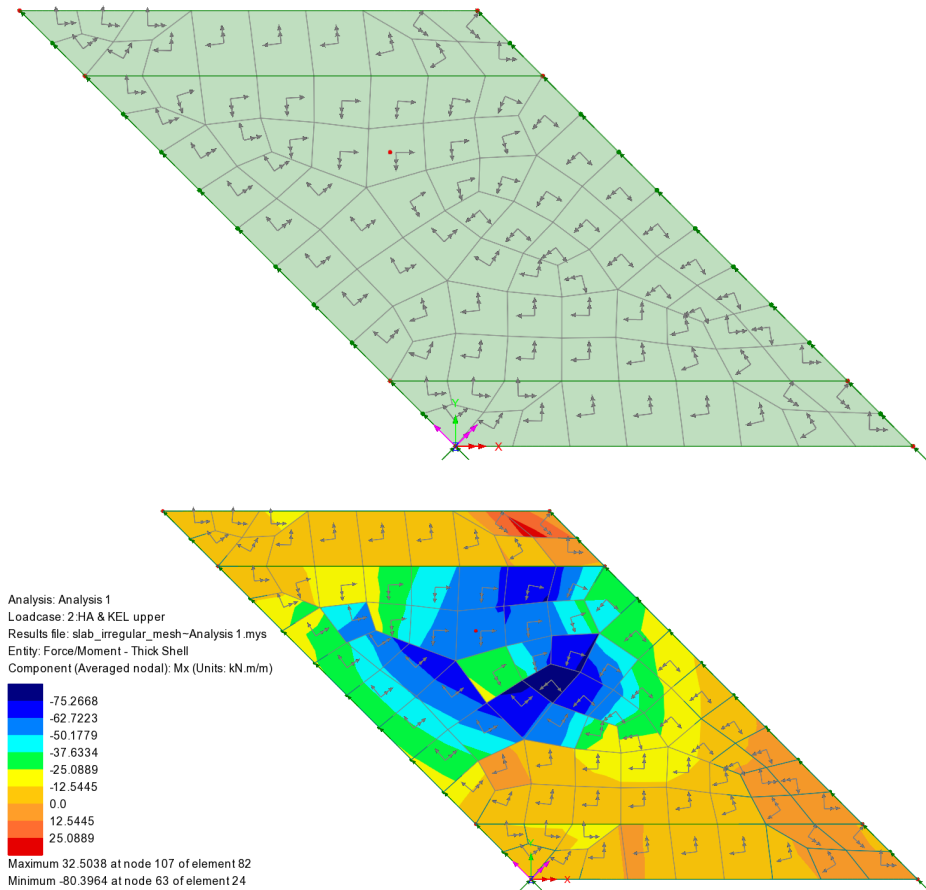 Y
X
Analysis: Analysis 1
Loadcase: 2:HA & KEL upper
Results file: slab_irregular_mesh~Analysis 1.mys
Entity: Force/Moment - Thick Shell
Component (Averaged nodal): Mx (Units: kN.m/m)
-75.2668
-62.7223
-50.1779
-37.6334
-25.0889
-12.5445
0.0
12.5445
25.0889
Maximum 32.5038 at node 107 of element 82
Minimum -80.3964 at node 63 of element 24
Y
X